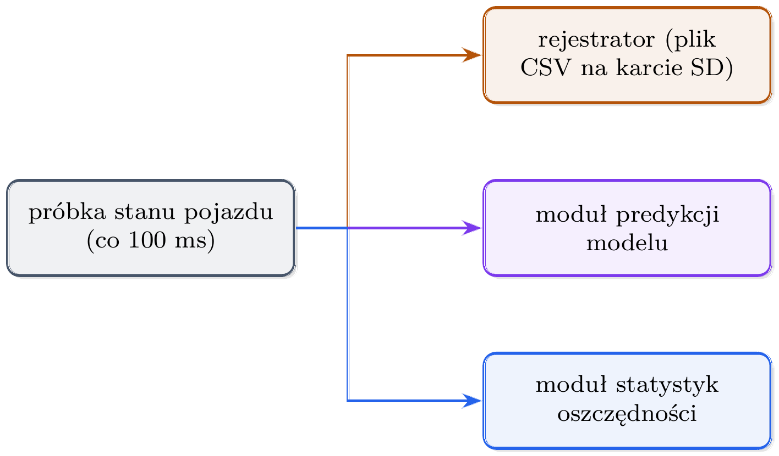 rejestrator (plik
CSV na karcie SD)
próbka stanu pojazdu
(co 100 ms)
moduł predykcji
modelu
moduł statystyk
oszczędności